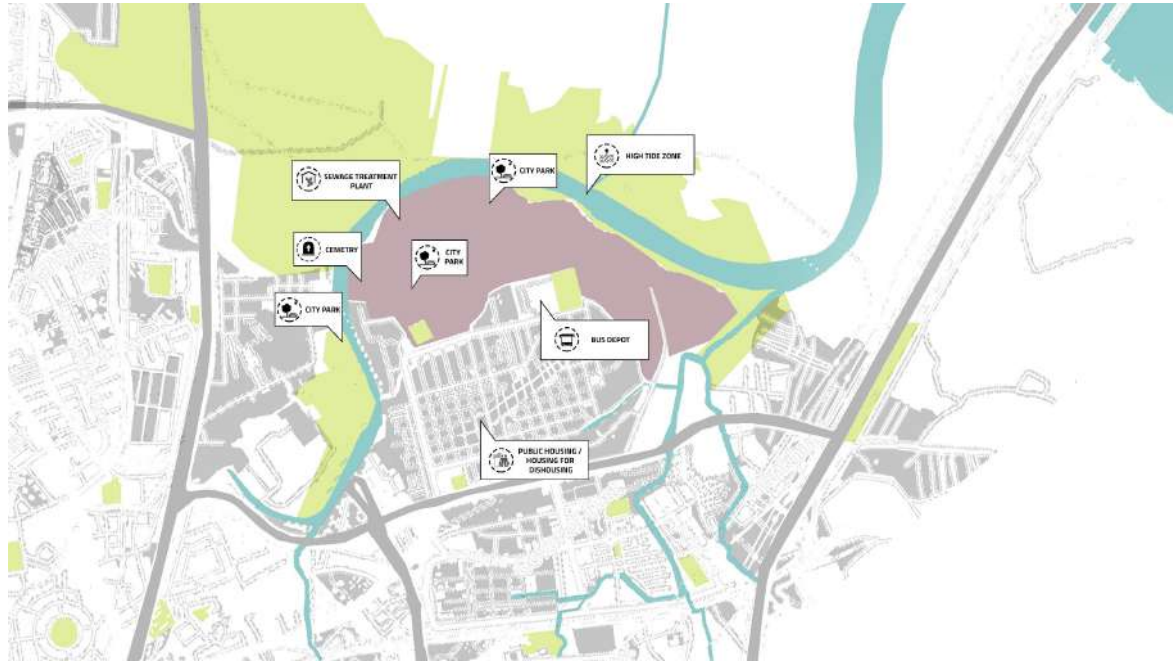 HIGH TIDE ZONE
CITY PARK
SEWAGE TREATMENT
PLANT
CEMETRY
CITY
PARK
CITY PARK
BUS DEPOT
PUBLIC HOUSING /
HOUSING FOR
DISHOUSING